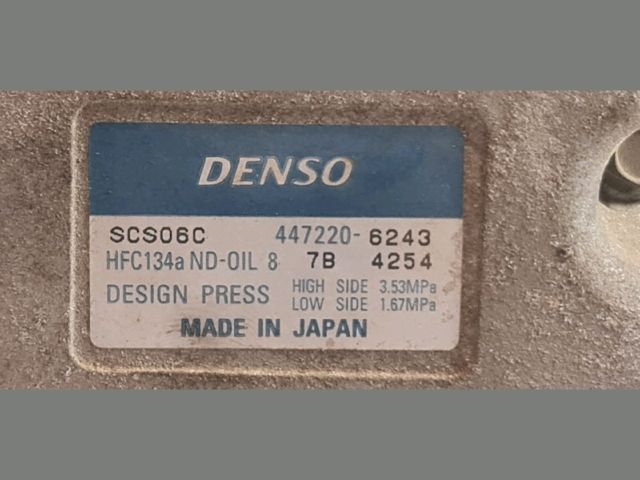 DENSO
SCS06C 447220-6243
HFC134a ND-OIL 8 7B 4254
DESIGN PRESS HIGH SIDE 3.53MPa
LOW SIDE 1.67MPa
MADE IN JAPAN